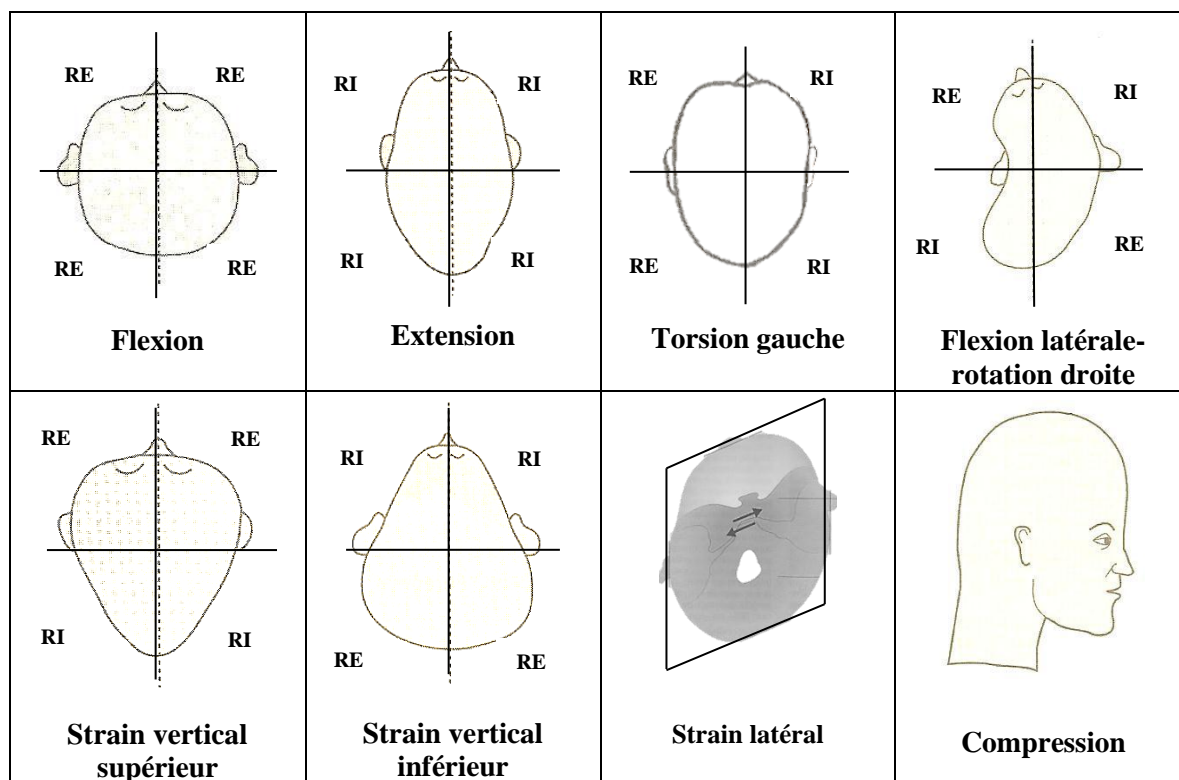 RE RE
RE RE
Flexion
RI RI
RI RI
Extension
RE RI
RE RI
Torsion gauche
RE RI
RI RE
Flexion latérale-
rotation droite
RE RE
RI RI
Strain vertical
supérieur
RI RI
RE RE
Strain vertical
inférieur
Strain latéral
Compression